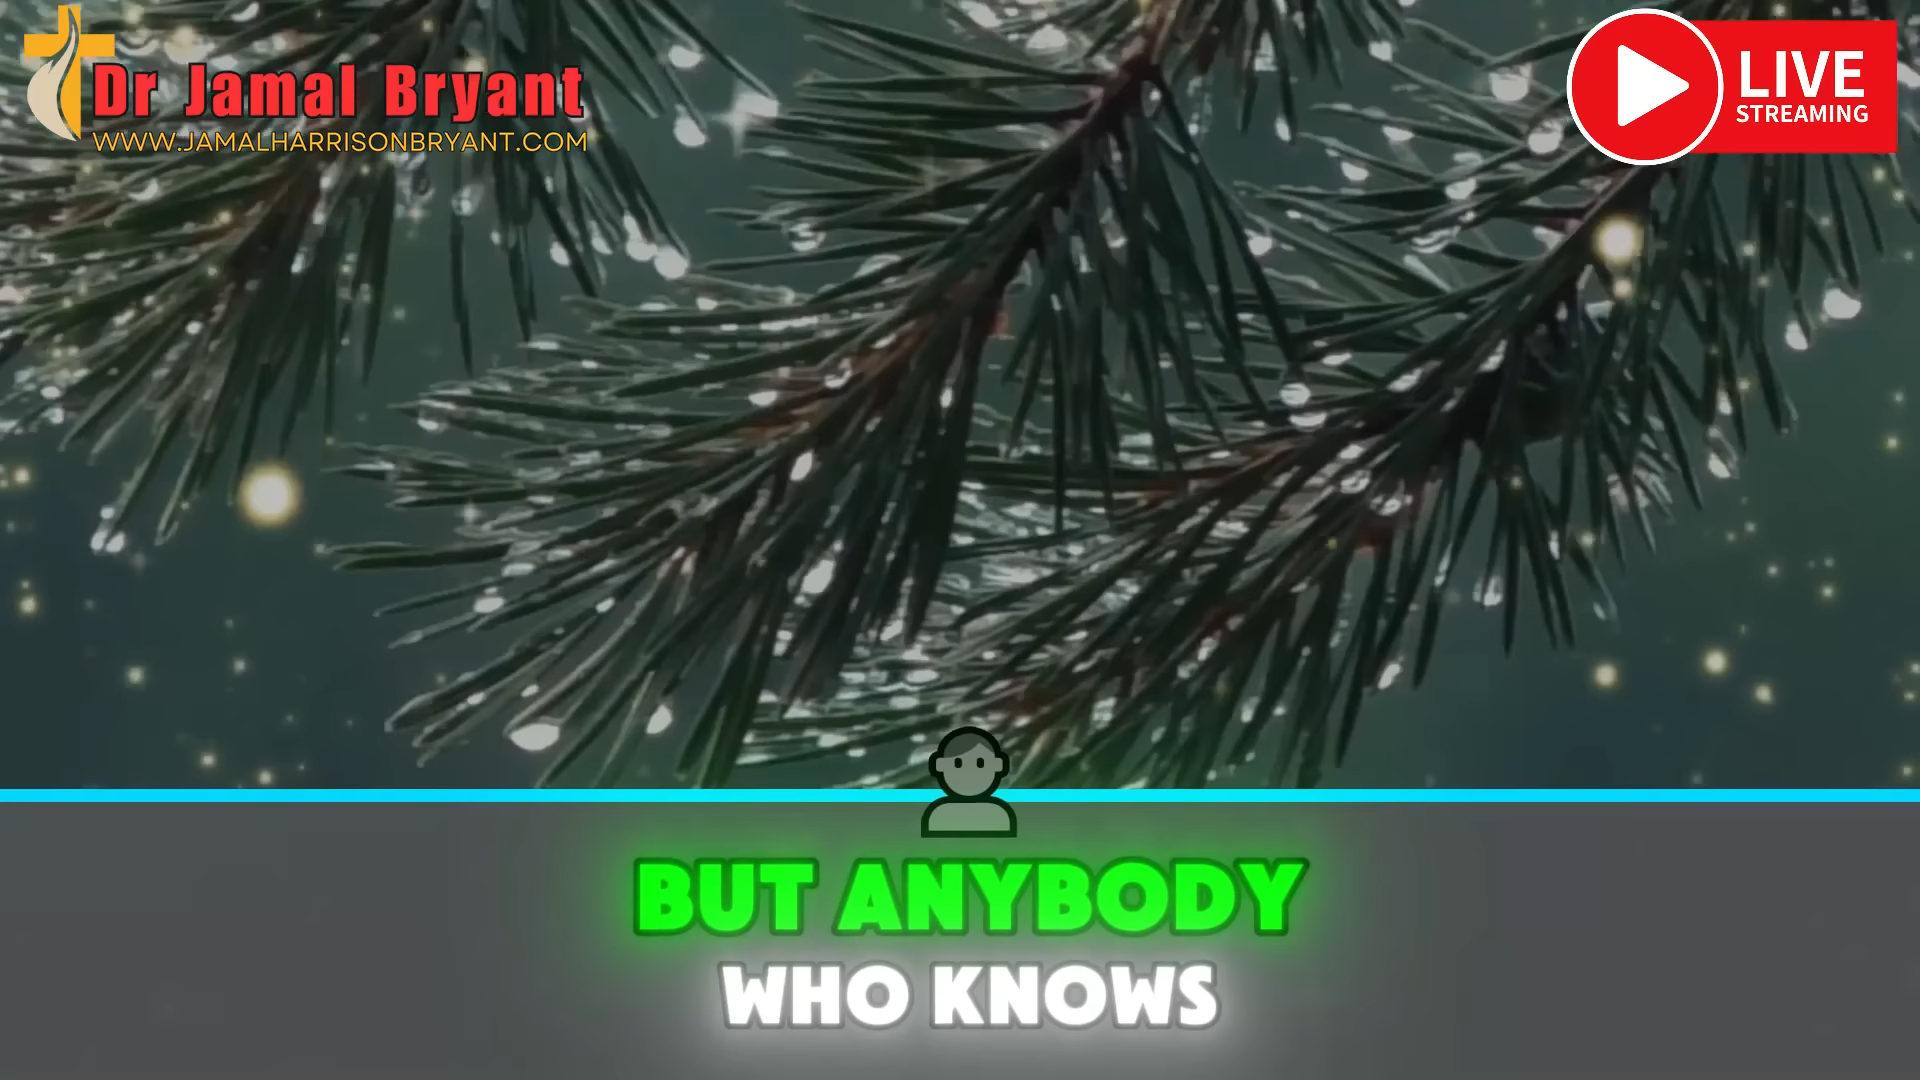 Dr Jamal Bryant
WWW.JAMALHARRISONBRYANT.COM
LIVE
STREAMING
BUT ANYBODY
WHO KNOWS